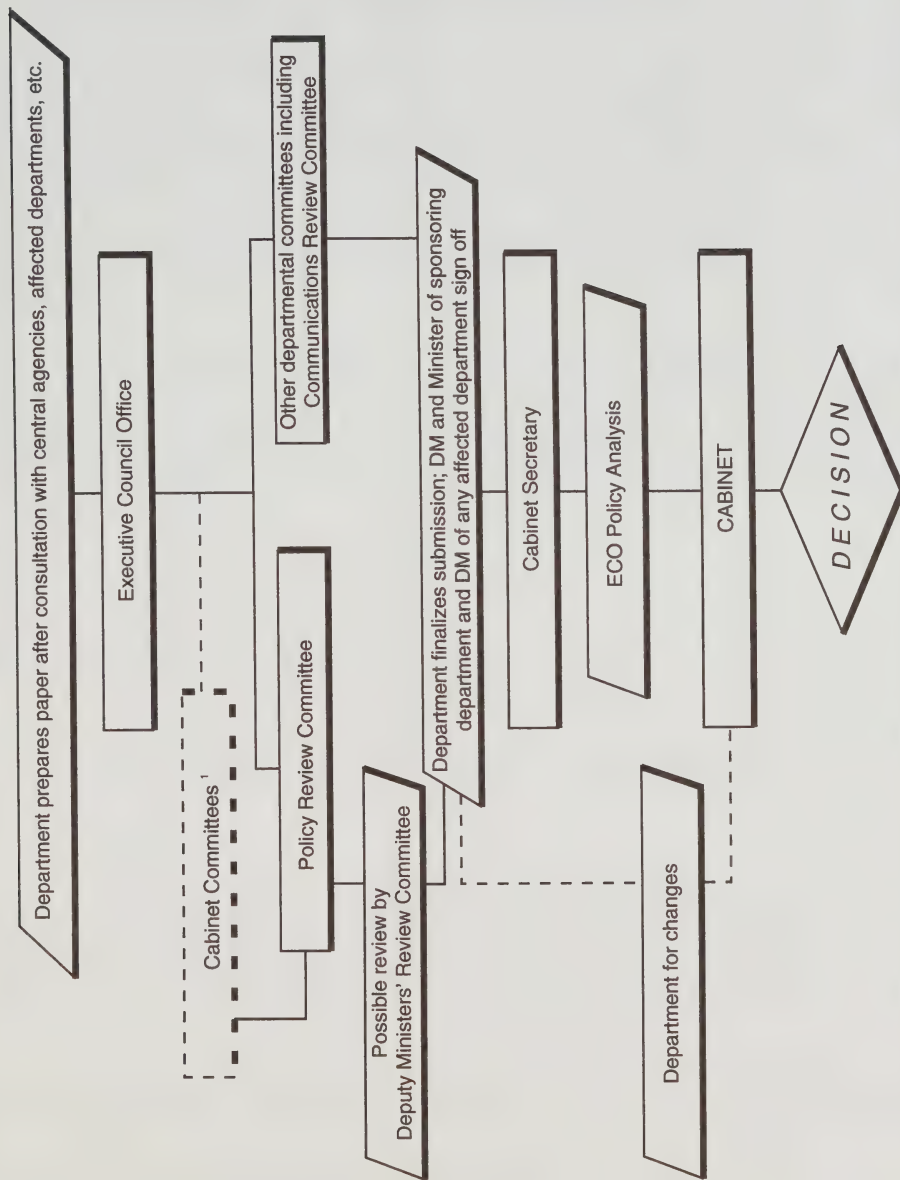 Department prepares paper after consultation with central agencies, affected departments, etc.
Executive Council Office
Cabinet Committees ¹
Policy Review Committee
Other departmental committees including
Communications Review Committee
Possible review by
Deputy Ministers' Review Committee
Department finalizes submission; DM and Minister of sponsoring
department and DM of any affected department sign off
Cabinet Secretary
ECO Policy Analysis
Department for changes
CABINET
DECISION